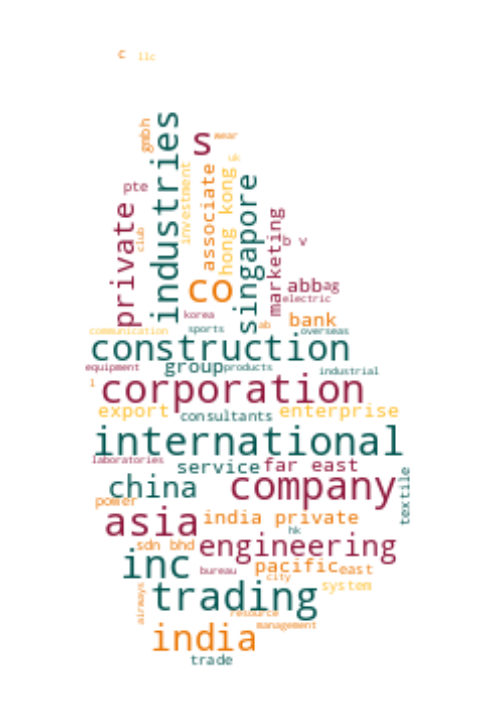 c llc
gmbh
industries
s
wear
uk
pte
private
club
investment
associate
hong kong
singapore
marketing
b v
co
abb
ag
electric
korea
bank
communication
sports
ab
overseas
construction
equipment
group
products
industrial
l
corporation
export
consultants
enterprise
international
laboratories
service
far east
textile
china
company
power
asia
india private
hk
sdn bhd
engineering
inc
bureau
pacific
east
city
system
airways
trading
resource
management
india
trade